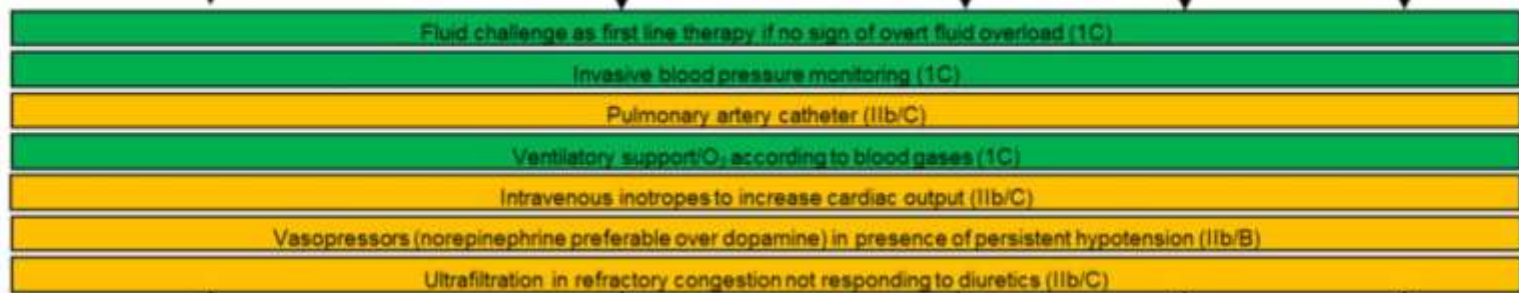 Fluid challenge as first line therapy if no sign of overt fluid overload (1C)
Invasive blood pressure monitoring (1C)
Pulmonary artery catheter (IIb/C)
Ventilatory support/O₂ according to blood gases (1C)
Intravenous inotropes to increase cardiac output (IIb/C)
Vasopressors (norepinephrine preferable over dopamine) in presence of persistent hypotension (IIb/B)
Ultrafiltration in refractory congestion not responding to diuretics (IIb/C)